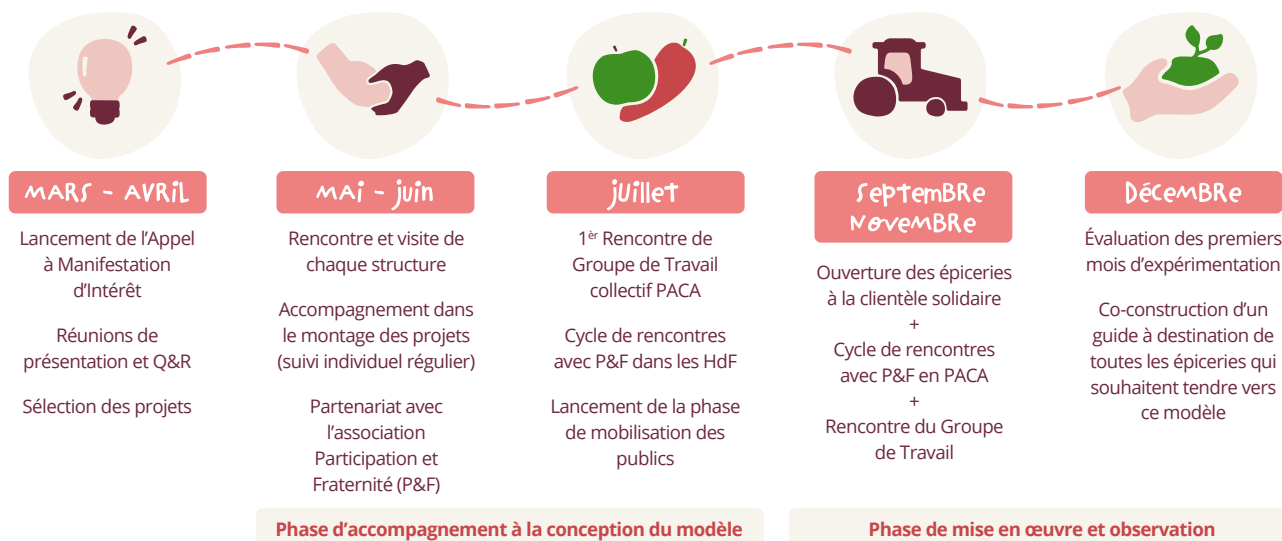 MARS - AVRIL
Lancement de l'Appel
à Manifestation
d'Intérêt
Réunions de
présentation et Q&R
Sélection des projets
MAI - juin
Rencontre et visite de
chaque structure
Accompagnement dans
le montage des projets
(suivi individuel régulier)
Partenariat avec
l'association
Participation et
Fraternité (P&F)
juillet
1èr Rencontre de
Groupe de Travail
collectif PACA
Cycle de rencontres
avec P&F dans les HdF
Lancement de la phase
de mobilisation des
publics
Septembre
Novembre
Ouverture des épiceries
à la clientèle solidaire
+
Cycle de rencontres
avec P&F en PACA
+
Rencontre du Groupe
de Travail
Décembre
Évaluation des premiers
mois d'expérimentation
Co-construction d'un
guide à destination de
toutes les épiceries qui
souhaitent tendre vers
ce modèle
Phase d'accompagnement à la conception du modèle
Phase de mise en œuvre et observation